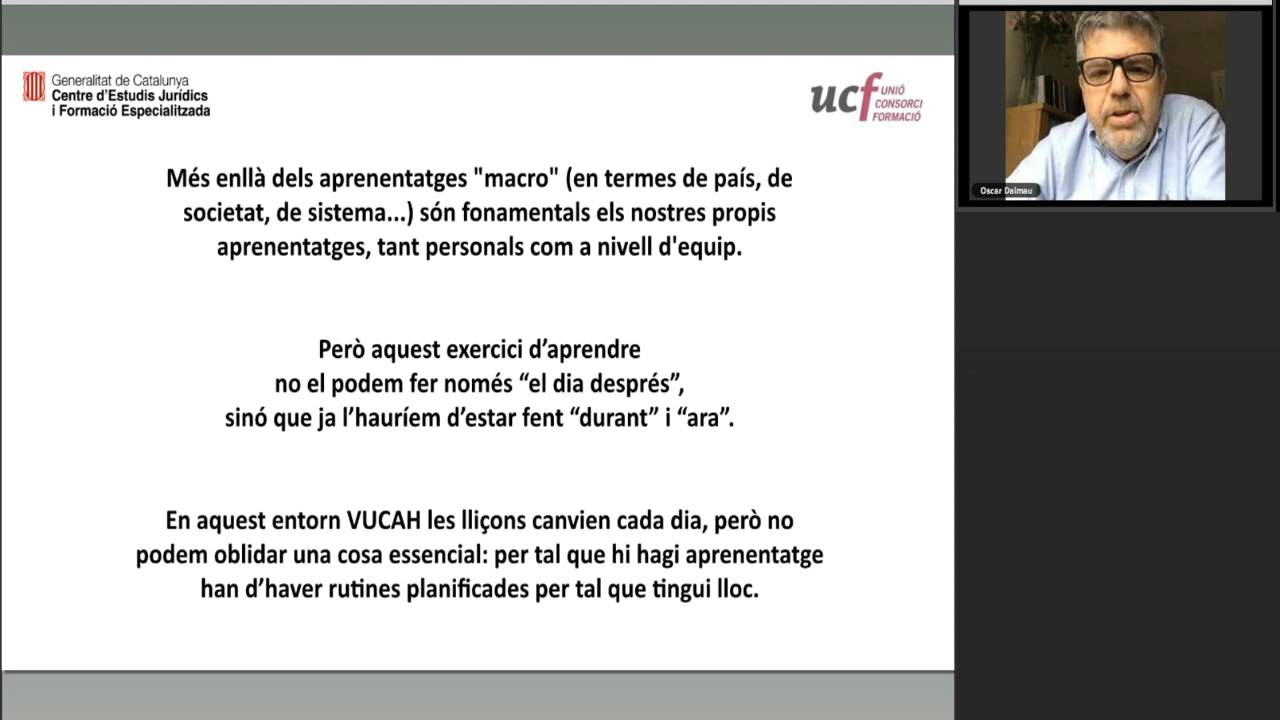 Generalitat de Catalunya
Centre d'Estudis Jurídics
i Formació Especialitzada
ucf UNIÓ
CONSORCI
FORMACIÓ
Més enllà dels aprenentatges "macro" (en termes de país, de
societat, de sistema...) són fonamentals els nostres propis
aprenentatges, tant personals com a nivell d'equip.
Però aquest exercici d’aprendre
no el podem fer només “el dia després”,
sinó que ja l’hauríem d’estar fent “durant” i “ara”.
En aquest entorn VUCAH les lliçons canvien cada dia, però no
podem oblidar una cosa essencial: per tal que hi hagi aprenentatge
han d’haver rutines planificades per tal que tingui lloc.
Oscar Dalmau